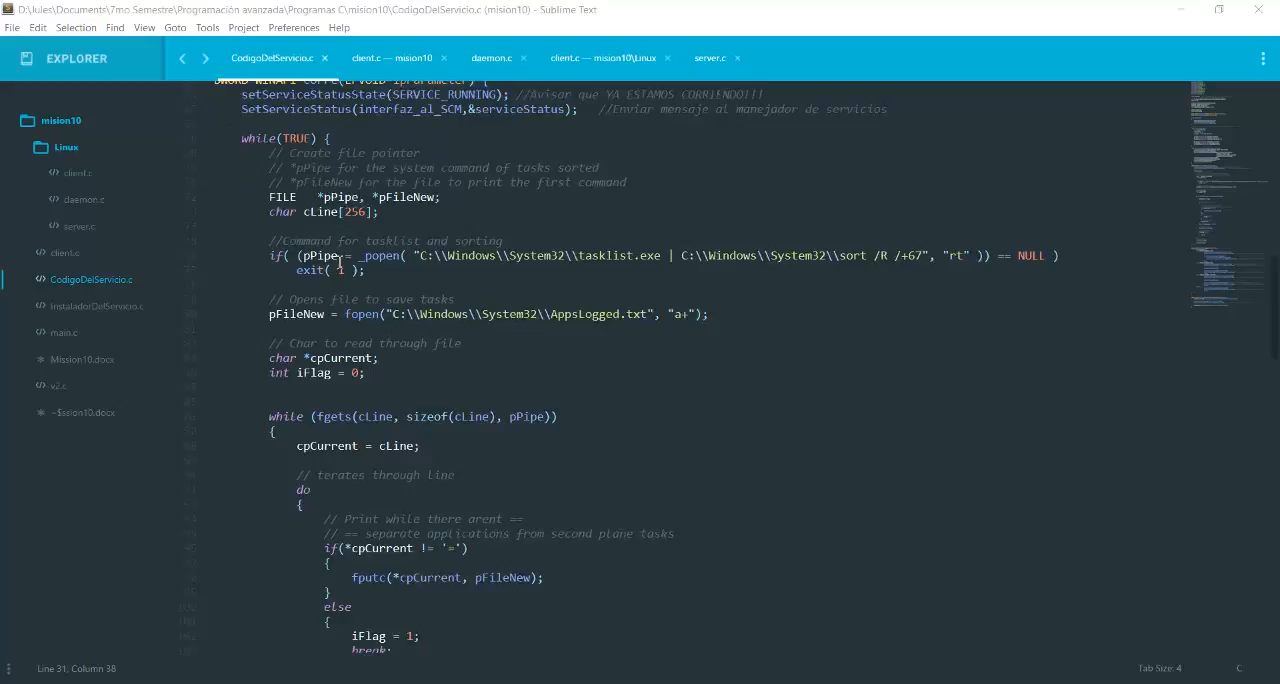 D:\Jules\Documents\7mo Semestre\Programación avanzada\Programas C\mision10\CodigoDelServicio.c (mision10) - Sublime Text
File Edit Selection Find View Goto Tools Project Preferences Help
EXPLORER
CodigoDelServicio.c × client.c — mision10 × daemon.c × client.c — mision10\Linux × server.c ×
mision10
Linux
client.c
daemon.c
server.c
client.c
CodigoDelServicio.c
InstaladorDelServicio.c
main.c
Mission10.docx
v2.c
~$ssion10.docx
setServiceStatusState(SERVICE_RUNNING); //Avisar que YA ESTAMOS CORRIENDO!!!
SetServiceStatus(interfaz_al_SCM,&serviceStatus); //Enviar mensaje al manejador de servicios
while(TRUE) {
// Create file pointer
// *pPipe for the system command of tasks sorted
// *pFileNew for the file to print the first command
FILE *pPipe, *pFileNew;
char cLine[256];
//Command for tasklist and sorting
if( (pPipe = _popen( "C:\\Windows\\System32\\tasklist.exe | C:\\Windows\\System32\\sort /R /+67", "rt" )) == NULL )
exit( 1 );
// Opens file to save tasks
pFileNew = fopen("C:\\Windows\\System32\\AppsLogged.txt", "a+");
// Char to read through file
char *cpCurrent;
int iFlag = 0;
while (fgets(cLine, sizeof(cLine), pPipe))
{
cpCurrent = cLine;
// terates through line
do
{
// Print while there arent ==
// == separate applications from second plane tasks
if(*cpCurrent != '=')
{
fputc(*cpCurrent, pFileNew);
}
else
{
iFlag = 1;
break;
Line 31, Column 38
Tab Size: 4
C